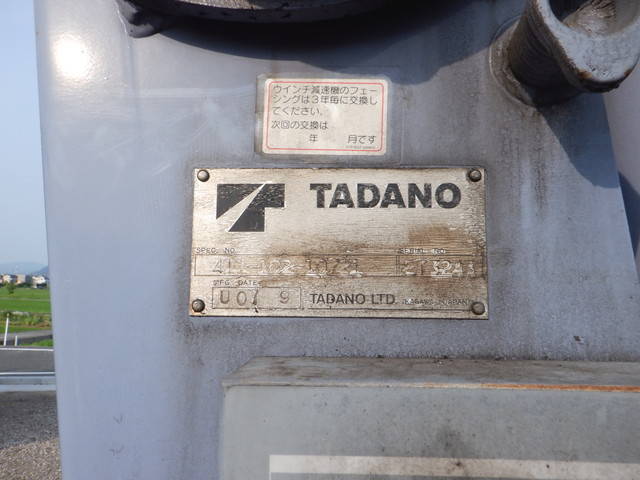 ウインチ減速機のフェー
シングは3年毎に交換し
てください。
次回の交換は
年 月です
TADANO
SPEC. NO. SERIAL NO.
MFG. DATE
9 TADANO LTD. KAGAWA JAPAN